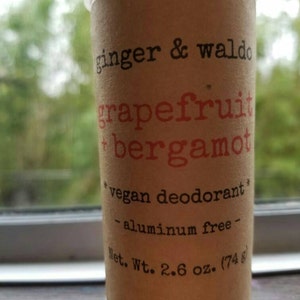 ginger & waldo
grapefruit
+ bergamot
*vegan deodorant*
- aluminum free -
Net. Wt. 2.6 oz. (74 g)